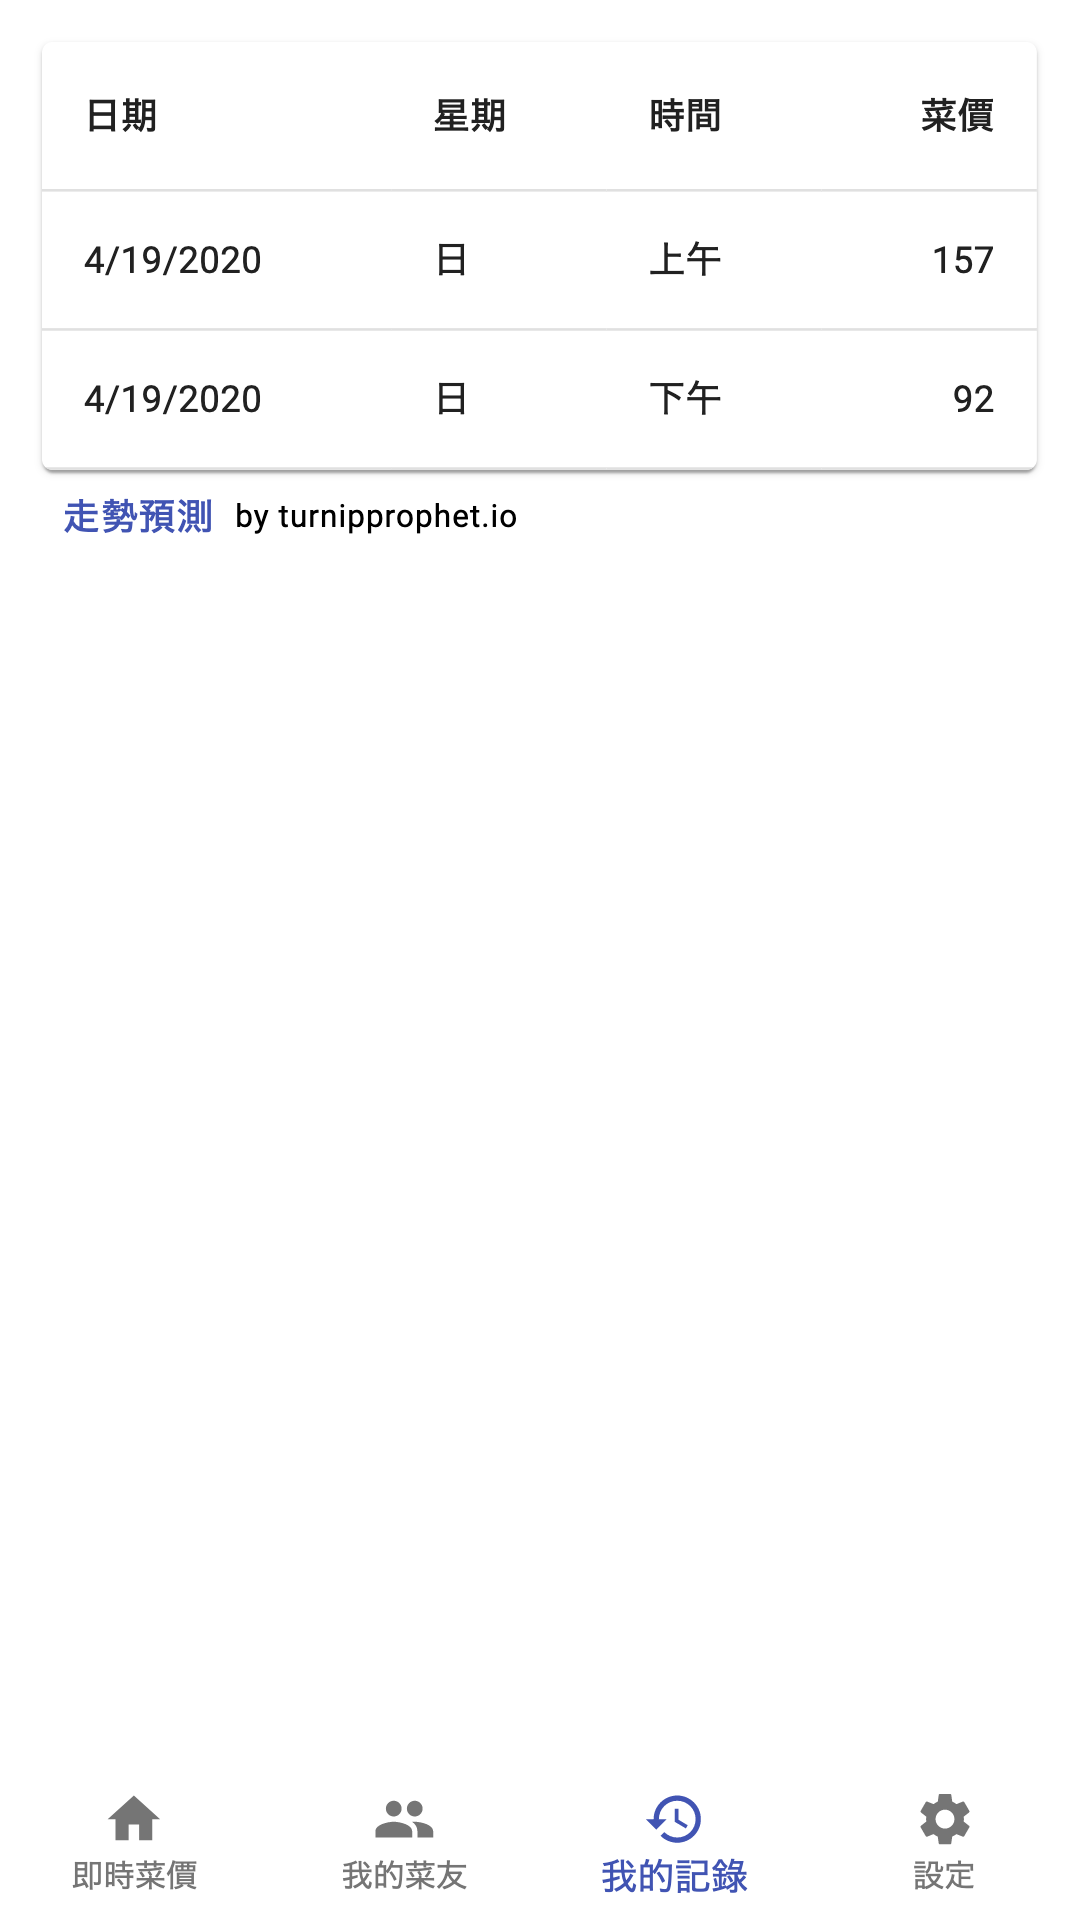 日期 星期 時間 菜價
4/19/2020 日 上午 157
4/19/2020 日 下午 92
走勢預測 by turnipprophet.io
即時菜價 我的菜友 我的記錄 設定